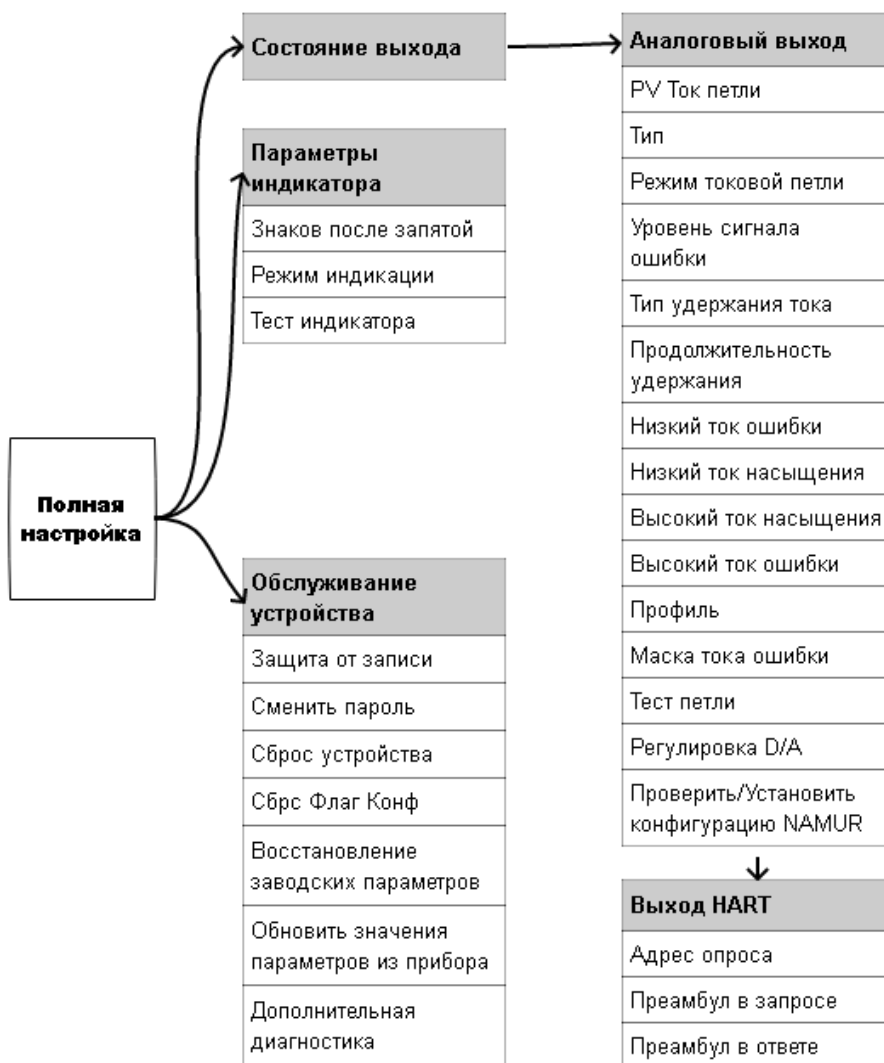 Полная
настройка
Состояние выхода
Параметры
индикатора
Знаков после запятой
Режим индикации
Тест индикатора
Обслуживание
устройства
Защита от записи
Сменить пароль
Сброс устройства
Сбрс Флаг Конф
Восстановление
заводских параметров
Обновить значения
параметров из прибора
Дополнительная
диагностика
Аналоговый выход
PV Ток петли
Тип
Режим токовой петли
Уровень сигнала
ошибки
Тип удержания тока
Продолжительность
удержания
Низкий ток ошибки
Низкий ток насыщения
Высокий ток насыщения
Высокий ток ошибки
Профиль
Маска тока ошибки
Тест петли
Регулировка D/A
Проверить/Установить
конфигурацию NAMUR
Выход HART
Адрес опроса
Преамбул в запросе
Преамбул в ответе